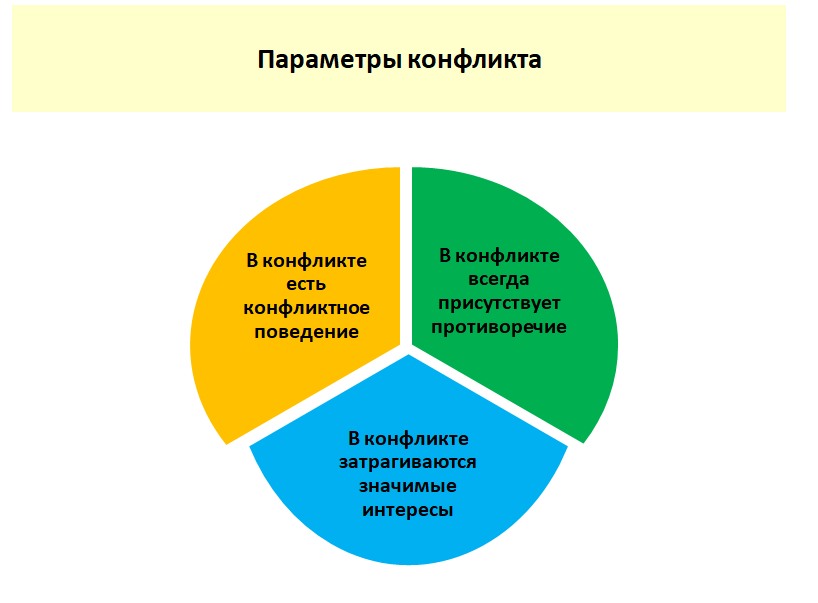 Параметры конфликта
В конфликте
есть
конфликтное
поведение
В конфликте
всегда
присутствует
противоречие
В конфликте
затрагиваются
значимые
интересы